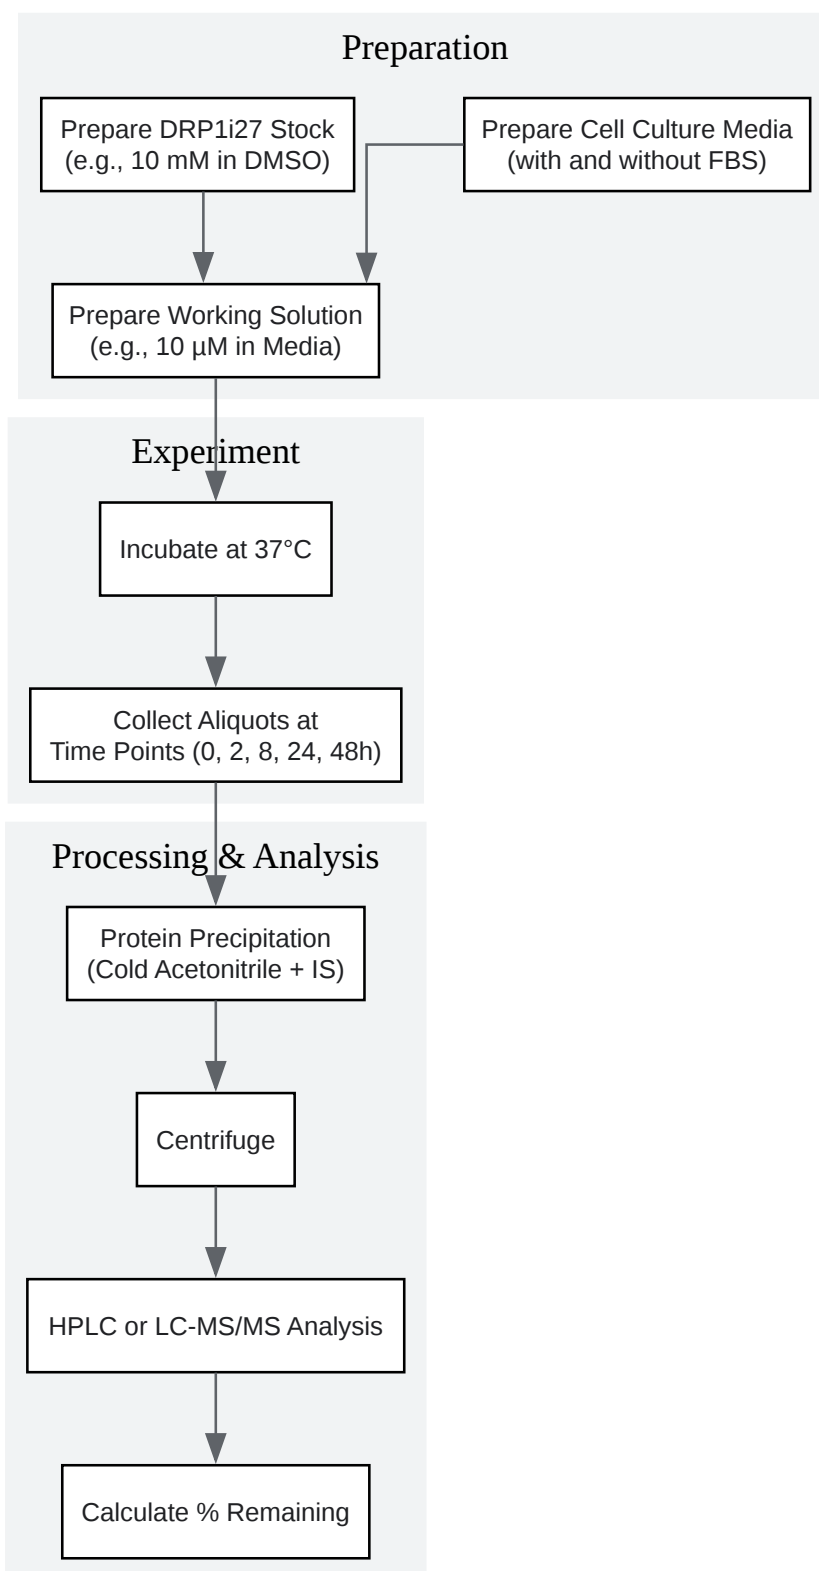 Preparation
Prepare DRP1i27 Stock
(e.g., 10 mM in DMSO)
Prepare Cell Culture Media
(with and without FBS)
Prepare Working Solution
(e.g., 10 µM in Media)
Experiment
Incubate at 37°C
Collect Aliquots at
Time Points (0, 2, 8, 24, 48h)
Processing & Analysis
Protein Precipitation
(Cold Acetonitrile + IS)
Centrifuge
HPLC or LC-MS/MS Analysis
Calculate % Remaining